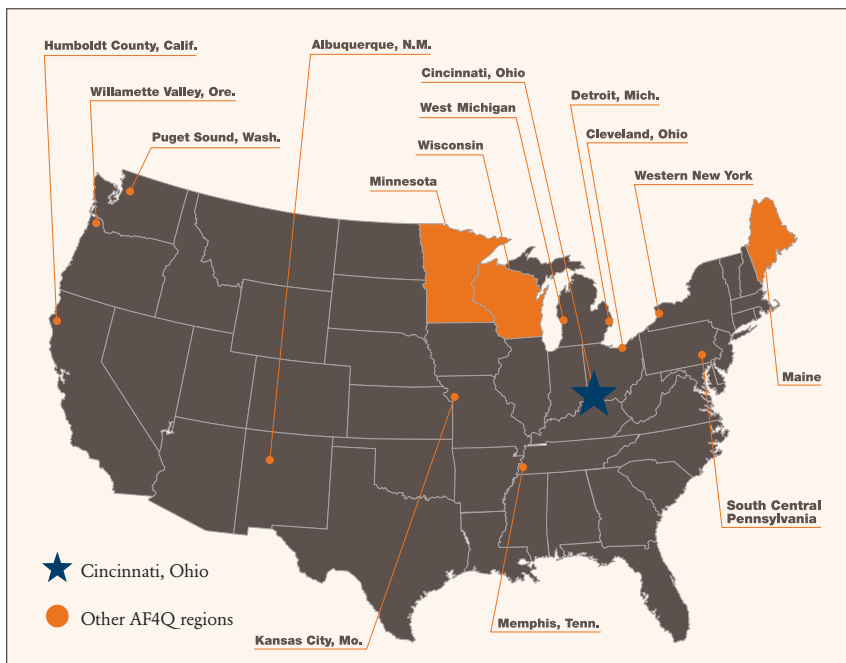 Humboldt County, Calif.
Albuquerque, N.M.
Cincinnati, Ohio
Willamette Valley, Ore.
Detroit, Mich.
West Michigan
Puget Sound, Wash.
Cleveland, Ohio
Wisconsin
Western New York
Minnesota
Maine
South Central
Pennsylvania
Cincinnati, Ohio
Other AF4Q regions
Memphis, Tenn.
Kansas City, Mo.